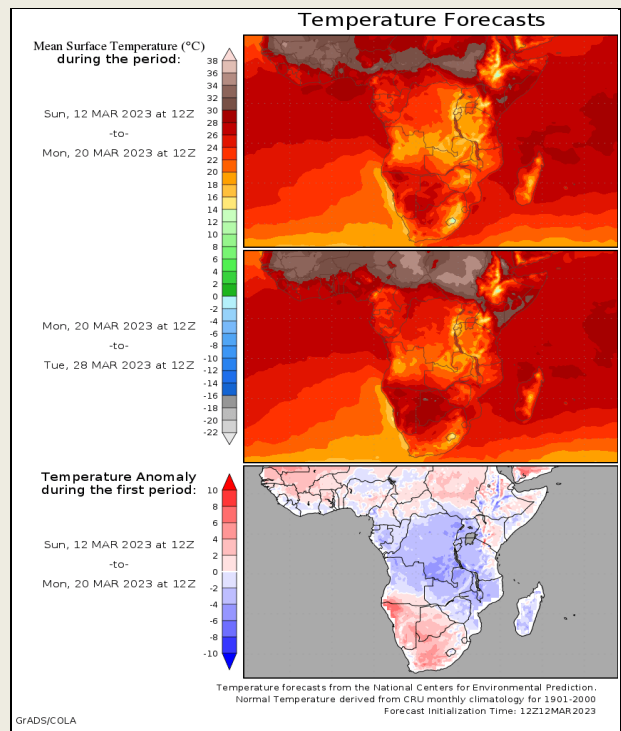 Temperature Forecasts
Mean Surface Temperature (°C)
during the period:
Sun, 12 MAR 2023 at 12Z
-to-
Mon, 20 MAR 2023 at 12Z
38
36
34
32
30
28
26
24
22
20
18
16
14
12
10
8
6
4
2
0
-2
-4
-6
-8
-10
-12
-14
-16
-18
-20
-22
Mon, 20 MAR 2023 at 12Z
-to-
Tue, 28 MAR 2023 at 12Z
Temperature Anomaly
during the first period:
Sun, 12 MAR 2023 at 12Z
-to-
Mon, 20 MAR 2023 at 12Z
10
8
6
4
2
0
-2
-4
-6
-8
-10
Temperature forecasts from the National Centers for Environmental Prediction.
Normal Temperature derived from CRU monthly climatology for 1901-2000
Forecast Initialization Time: 12Z12MAR2023
GrADS/COLA